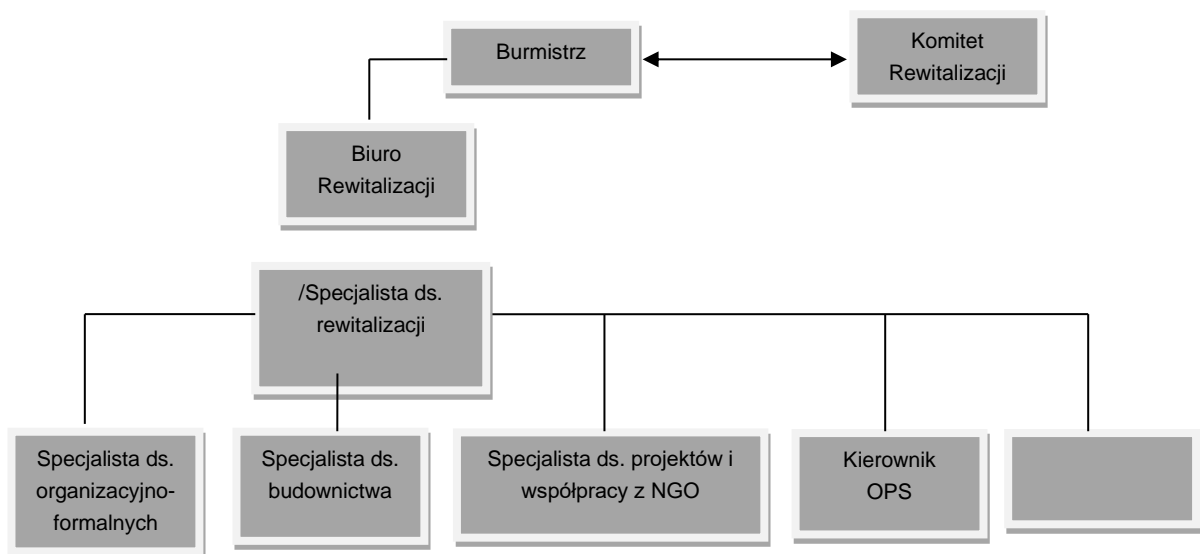 Burmistrz
Komitet
Rewitalizacji
Biuro
Rewitalizacji
/Specjalista ds.
rewitalizacji
Specjalista ds.
organizacyjno-
formalnych
Specjalista ds.
budownictwa
Specjalista ds. projektów i
współpracy z NGO
Kierownik
OPS